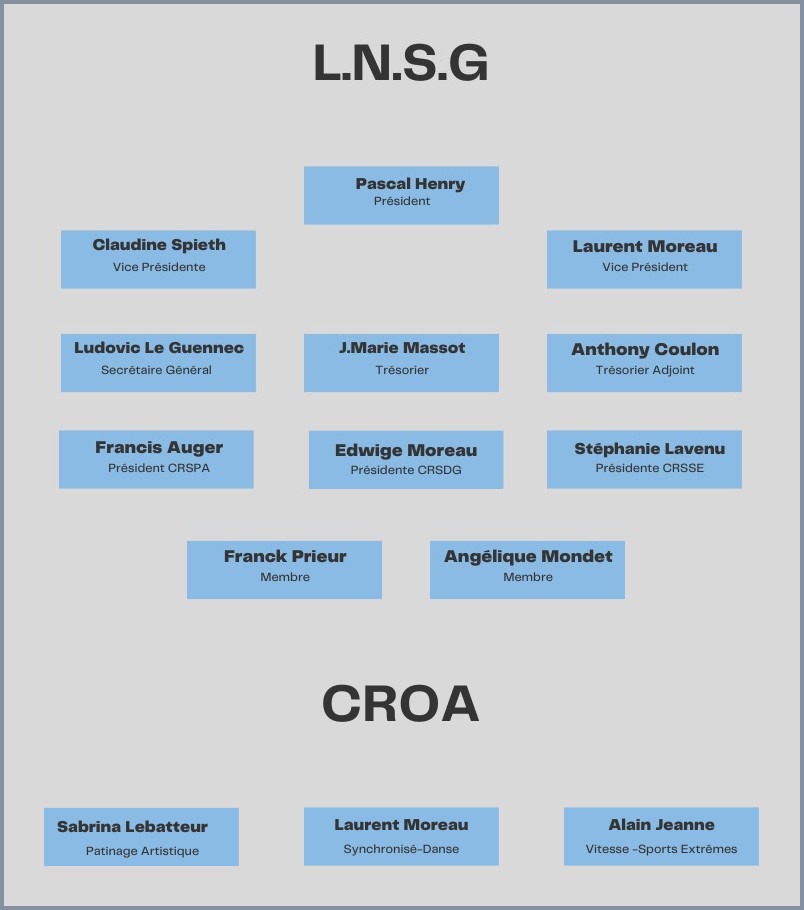 L.N.S.G
Pascal Henry
Président
Claudine Spieth
Vice Présidente
Laurent Moreau
Vice Président
Ludovic Le Guennec
Secrétaire Général
J.Marie Massot
Trésorier
Anthony Coulon
Trésorier Adjoint
Francis Auger
Président CRSPA
Edwige Moreau
Présidente CRSDG
Stéphanie Lavenu
Présidente CRSSE
Franck Prieur
Membre
Angélique Mondet
Membre
CROA
Sabrina Lebatteur
Patinage Artistique
Laurent Moreau
Synchronisé-Danse
Alain Jeanne
Vitesse -Sports Extrêmes